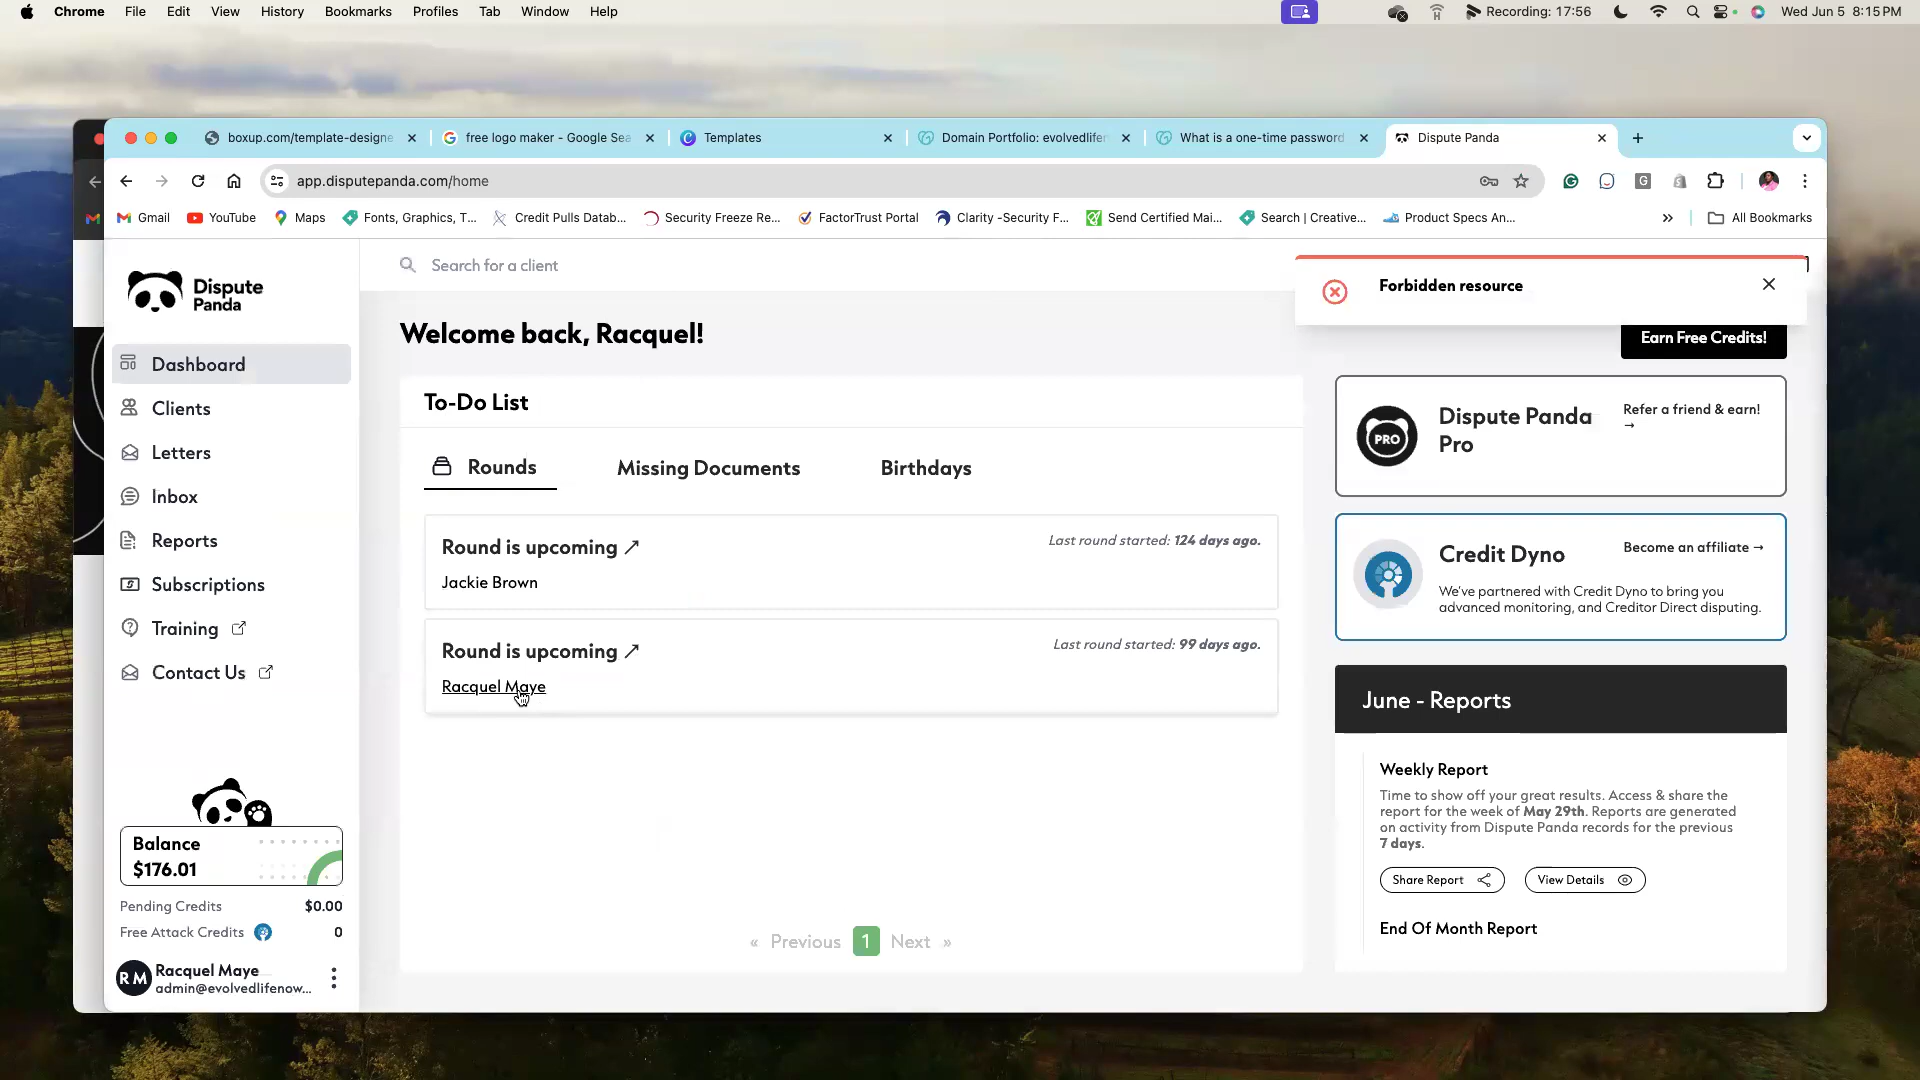 Chrome File Edit View History Bookmarks Profiles Tab Window Help
Recording: 17:56
Wed Jun 5 8:15 PM
boxup.com/template-designe
free logo maker - Google Sea
Templates
Domain Portfolio: evolvedlifen
What is a one-time password
Dispute Panda
app.disputepanda.com/home
Gmail
YouTube
Maps
Fonts, Graphics, T...
Credit Pulls Datab...
Security Freeze Re...
FactorTrust Portal
Clarity -Security F...
Send Certified Mai...
Search | Creative...
Product Specs An...
»
All Bookmarks
Dispute
Panda
Dashboard
Clients
Letters
Inbox
Reports
Subscriptions
Training
Contact Us
Balance
$176.01
Pending Credits $0.00
Free Attack Credits 0
RM
Racquel Maye
admin@evolvedlifenow...
Search for a client
Forbidden resource
Welcome back, Racquel!
Earn Free Credits!
To-Do List
Rounds
Missing Documents
Birthdays
Round is upcoming ↗
Last round started: 124 days ago.
Jackie Brown
Round is upcoming ↗
Last round started: 99 days ago.
Racquel Maye
« Previous 1 Next »
PRO
Dispute Panda
Pro
Refer a friend & earn!
→
Credit Dyno
Become an affiliate →
We've partnered with Credit Dyno to bring you
advanced monitoring, and Creditor Direct disputing.
June - Reports
Weekly Report
Time to show off your great results. Access & share the
report for the week of May 29th. Reports are generated
on activity from Dispute Panda records for the previous
7 days.
Share Report
View Details
End Of Month Report